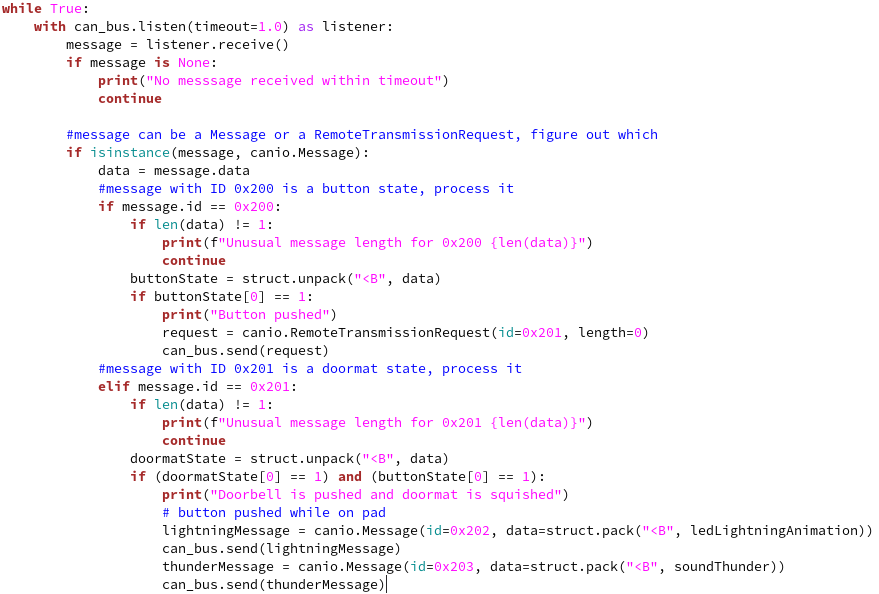 while True:
    with can_bus.listen(timeout=1.0) as listener:
        message = listener.receive()
        if message is None:
            print("No messsage received within timeout")
            continue

        #message can be a Message or a RemoteTransmissionRequest, figure out which
        if isinstance(message, canio.Message):
            data = message.data
            #message with ID 0x200 is a button state, process it
            if message.id == 0x200:
                if len(data) != 1:
                    print(f"Unusual message length for 0x200 {len(data)}")
                    continue
                buttonState = struct.unpack("<B", data)
                if buttonState[0] == 1:
                    print("Button pushed")
                    request = canio.RemoteTransmissionRequest(id=0x201, length=0)
                    can_bus.send(request)
            #message with ID 0x201 is a doormat state, process it
            elif message.id == 0x201:
                if len(data) != 1:
                    print(f"Unusual message length for 0x201 {len(data)}")
                    continue
                doormatState = struct.unpack("<B", data)
                if (doormatState[0] == 1) and (buttonState[0] == 1):
                    print("Doorbell is pushed and doormat is squished")
                    # button pushed while on pad
                    lightningMessage = canio.Message(id=0x202, data=struct.pack("<B", ledLightningAnimation))
                    can_bus.send(lightningMessage)
                    thunderMessage = canio.Message(id=0x203, data=struct.pack("<B", soundThunder))
                    can_bus.send(thunderMessage)